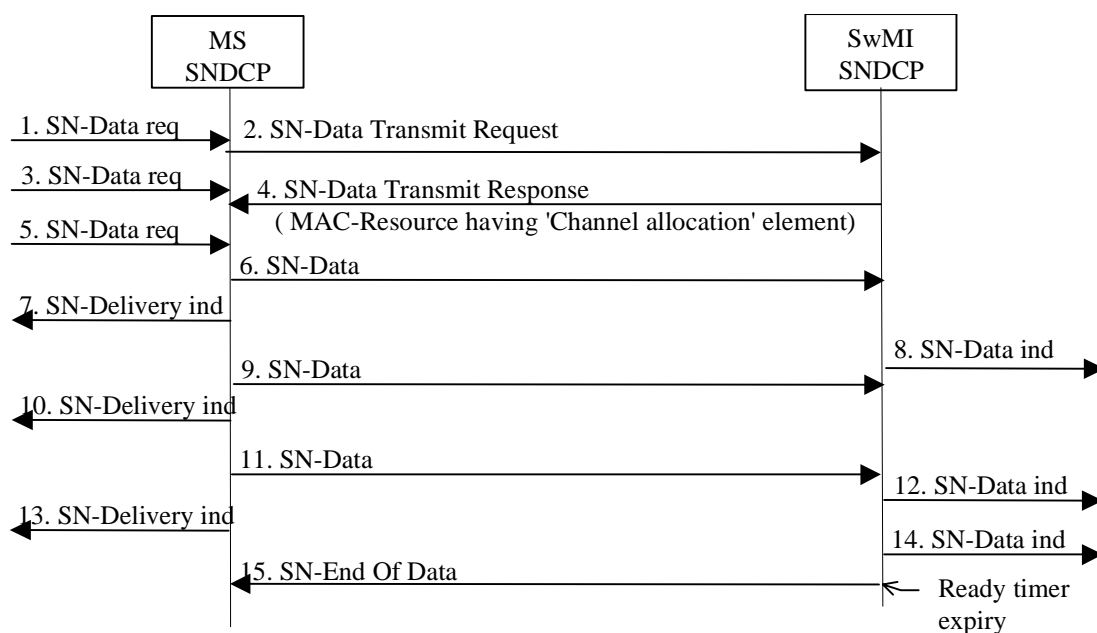 MS
SNDCP
SwMI
SNDCP
1. SN-Data req
2. SN-Data Transmit Request
3. SN-Data req
4. SN-Data Transmit Response
( MAC-Resource having 'Channel allocation' element)
5. SN-Data req
6. SN-Data
7. SN-Delivery ind
8. SN-Data ind
9. SN-Data
10. SN-Delivery ind
11. SN-Data
12. SN-Data ind
13. SN-Delivery ind
14. SN-Data ind
15. SN-End Of Data
Ready timer
expiry